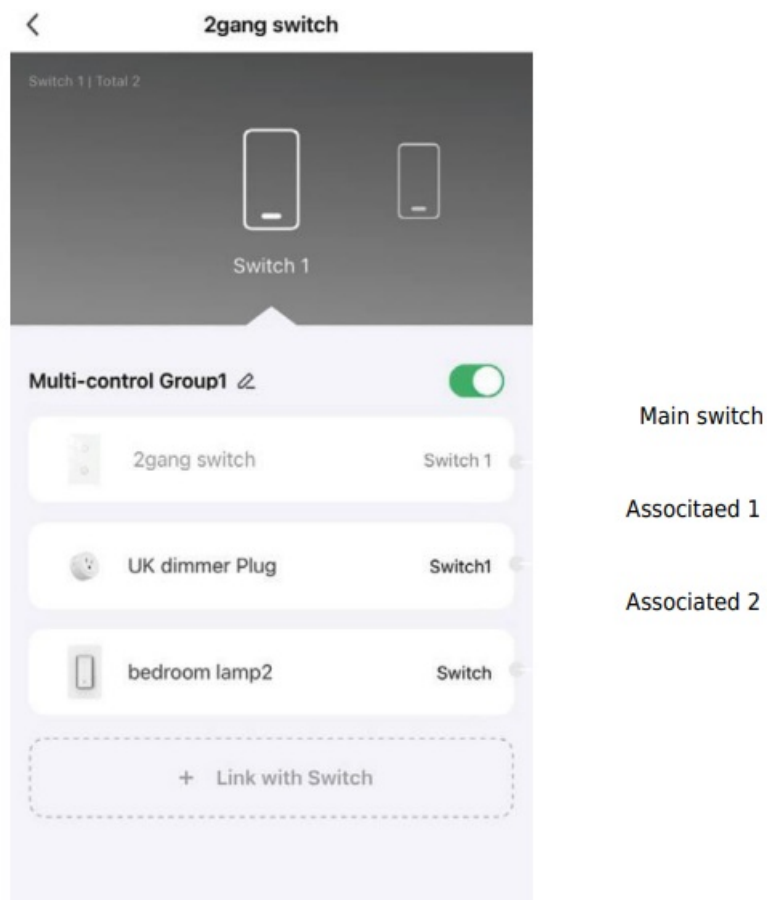 2gang switch
Switch 1 | Total 2
Switch 1
Multi-control Group1
2gang switch Switch 1
Main switch
UK dimmer Plug Switch1
Associtaed 1
bedroom lamp2 Switch
Associated 2
+ Link with Switch